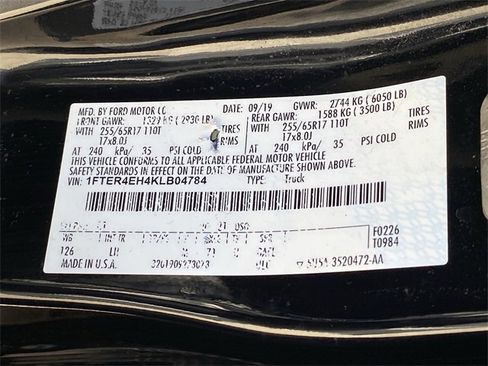 MFD. BY FORD MOTOR CO. DATE: 09/19 GVWR: 2744 KG ( 6050 LB)
FRONT GAWR: 1329 KG ( 2930 LB) REAR GAWR: 1588 KG ( 3500 LB)
WITH 255/65R17 110T TIRES WITH 255/65R17 110T TIRES
17x8.0J RIMS 17x8.0J RIMS
AT 240 kPa/ 35 PSI COLD AT 240 kPa/ 35 PSI COLD
THIS VEHICLE CONFORMS TO ALL APPLICABLE FEDERAL MOTOR VEHICLE
SAFETY STANDARDS IN EFFECT ON THE DATE OF MANUFACTURE SHOWN ABOVE.
VIN: 1FTER4EH4KLB04784 TYPE: Truck
F0226
T0984
WB
126
MADE IN U.S.A. 3520472-AA